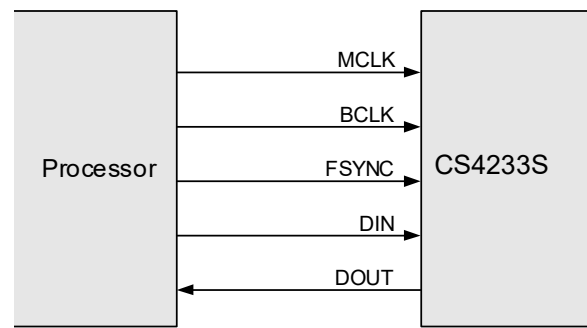 MCLK
BCLK
Processor
FSYNC
CS4233S
DIN
DOUT